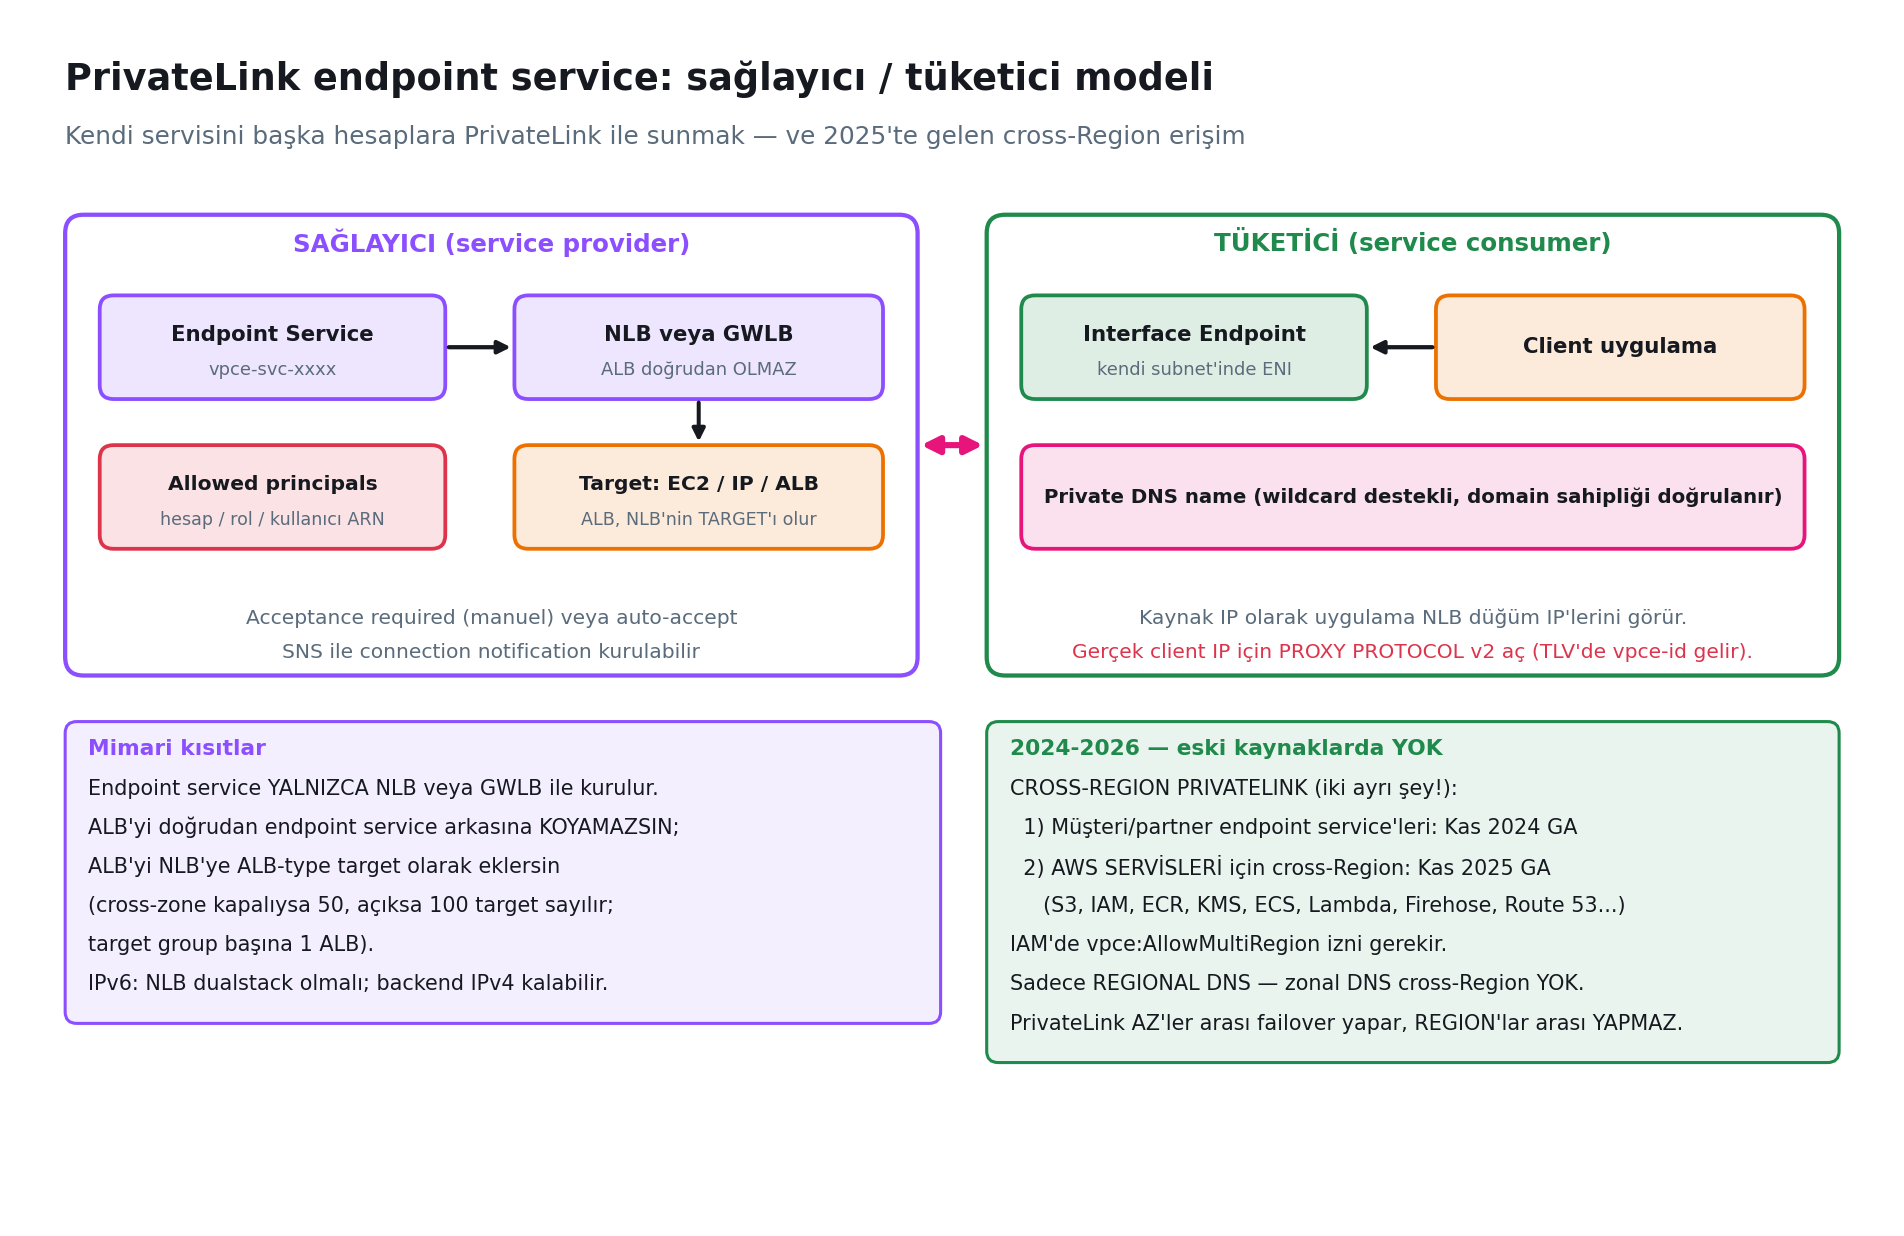 PrivateLink endpoint service: sağlayıcı / tüketici modeli
Kendi servisini başka hesaplara PrivateLink ile sunmak — ve 2025'te gelen cross-Region erişim
SAĞLAYICI (service provider)
Endpoint Service
vpce-svc-xxxx
NLB veya GWLB
ALB doğrudan OLMAZ
Allowed principals
hesap / rol / kullanıcı ARN
Target: EC2 / IP / ALB
ALB, NLB'nin TARGET'ı olur
Acceptance required (manuel) veya auto-accept
SNS ile connection notification kurulabilir
TÜKETİCİ (service consumer)
Interface Endpoint
kendi subnet'inde ENI
Client uygulama
Private DNS name (wildcard destekli, domain sahipliği doğrulanır)
Kaynak IP olarak uygulama NLB düğüm IP'lerini görür.
Gerçek client IP için PROXY PROTOCOL v2 aç (TLV'de vpce-id gelir).
Mimari kısıtlar
Endpoint service YALNIZCA NLB veya GWLB ile kurulur.
ALB'yi doğrudan endpoint service arkasına KOYAMAZSIN;
ALB'yi NLB'ye ALB-type target olarak eklersin
(cross-zone kapalıysa 50, açıksa 100 target sayılır;
target group başına 1 ALB).
IPv6: NLB dualstack olmalı; backend IPv4 kalabilir.
2024-2026 — eski kaynaklarda YOK
CROSS-REGION PRIVATELINK (iki ayrı şey!):
1) Müşteri/partner endpoint service'leri: Kas 2024 GA
2) AWS SERVİSLERİ için cross-Region: Kas 2025 GA
(S3, IAM, ECR, KMS, ECS, Lambda, Firehose, Route 53...)
IAM'de vpce:AllowMultiRegion izni gerekir.
Sadece REGIONAL DNS — zonal DNS cross-Region YOK.
PrivateLink AZ'ler arası failover yapar, REGION'lar arası YAPMAZ.